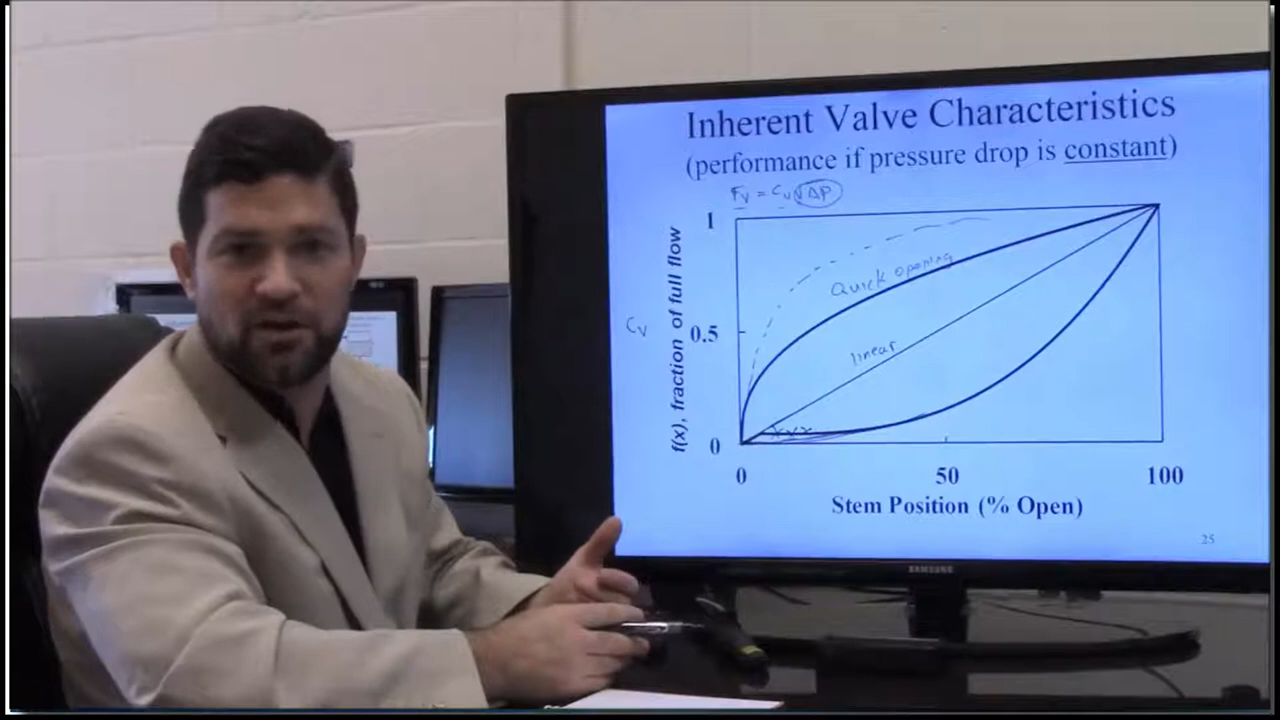 Inherent Valve Characteristics
(performance if pressure drop is constant)
Fv = Cv√ΔP
1
Quick opening
Cv
0.5
f(x), fraction of full flow
linear
0
0
50
100
Stem Position (% Open)
25
SAMSUNG